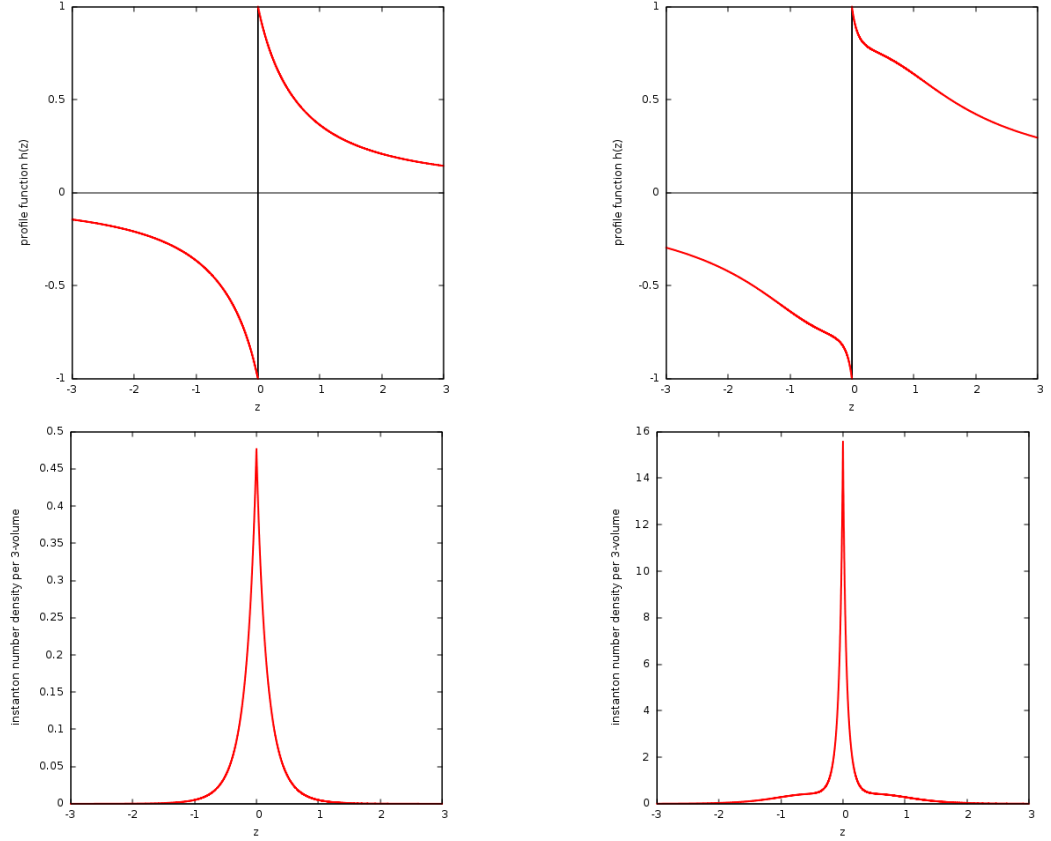 1
0.5
0
-0.5
-1
profile function h(z)
-3 -2 -1 0 1 2 3
z
1
0.5
0
-0.5
-1
profile function h(z)
-3 -2 -1 0 1 2 3
z
0.5
0.45
0.4
0.35
0.3
0.25
0.2
0.15
0.1
0.05
0
instanton number density per 3-volume
-3 -2 -1 0 1 2 3
z
16
14
12
10
8
6
4
2
0
instanton number density per 3-volume
-3 -2 -1 0 1 2 3
z